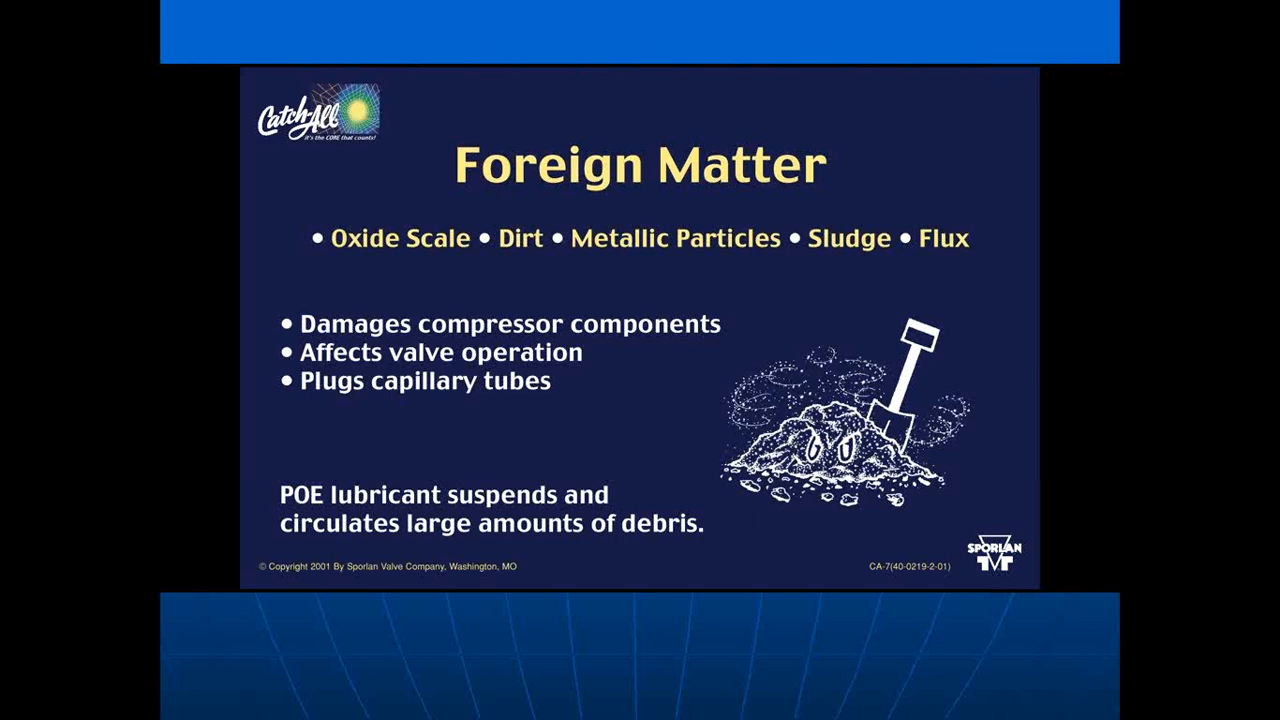 Catch-All
It's the CORE that counts!
Foreign Matter
• Oxide Scale • Dirt • Metallic Particles • Sludge • Flux
• Damages compressor components
• Affects valve operation
• Plugs capillary tubes
POE lubricant suspends and
circulates large amounts of debris.
SPORLAN
© Copyright 2001 By Sporlan Valve Company, Washington, MO
CA-7(40-0219-2-01)